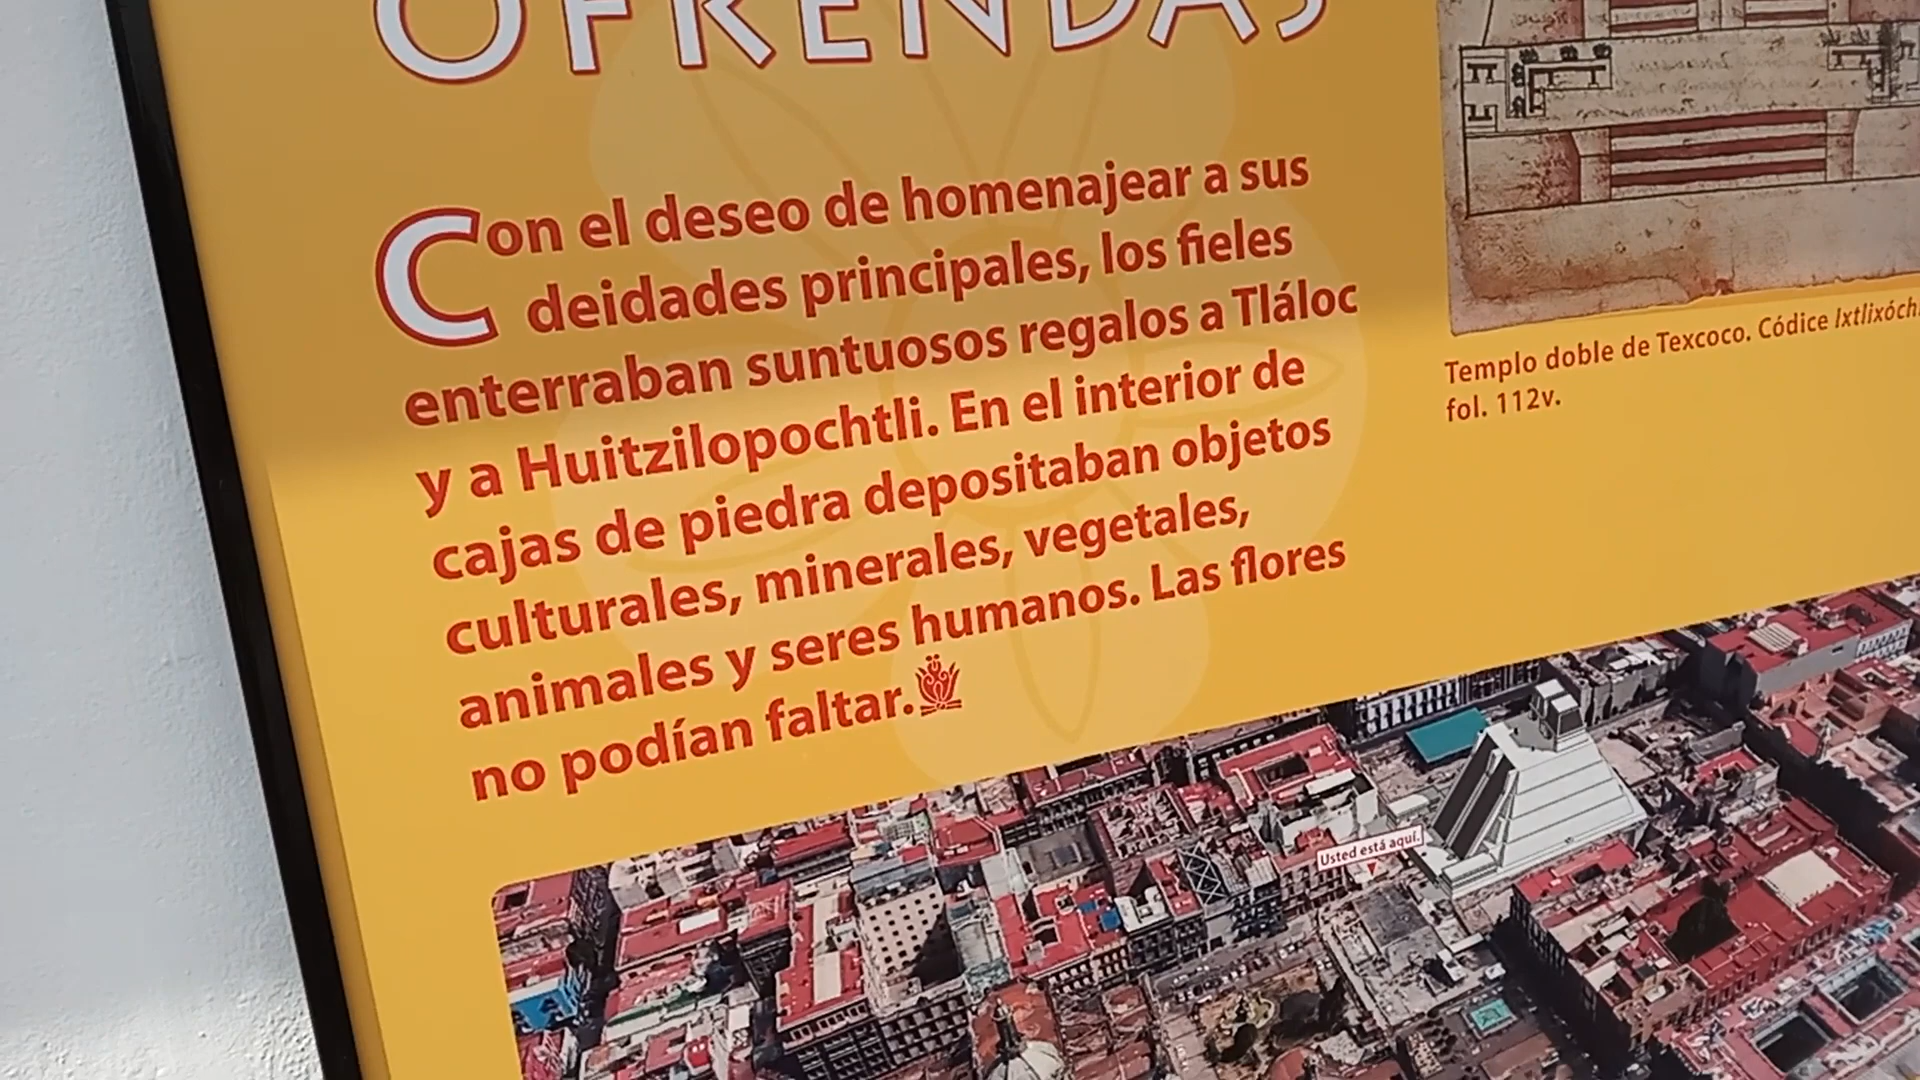 OFRENDAS
Con el deseo de homenajear a sus
deidades principales, los fieles
enterraban suntuosos regalos a Tláloc
y a Huitzilopochtli. En el interior de
cajas de piedra depositaban objetos
culturales, minerales, vegetales,
animales y seres humanos. Las flores
no podían faltar.
Templo doble de Texcoco. Códice
fol. 112v.
Usted está aquí.